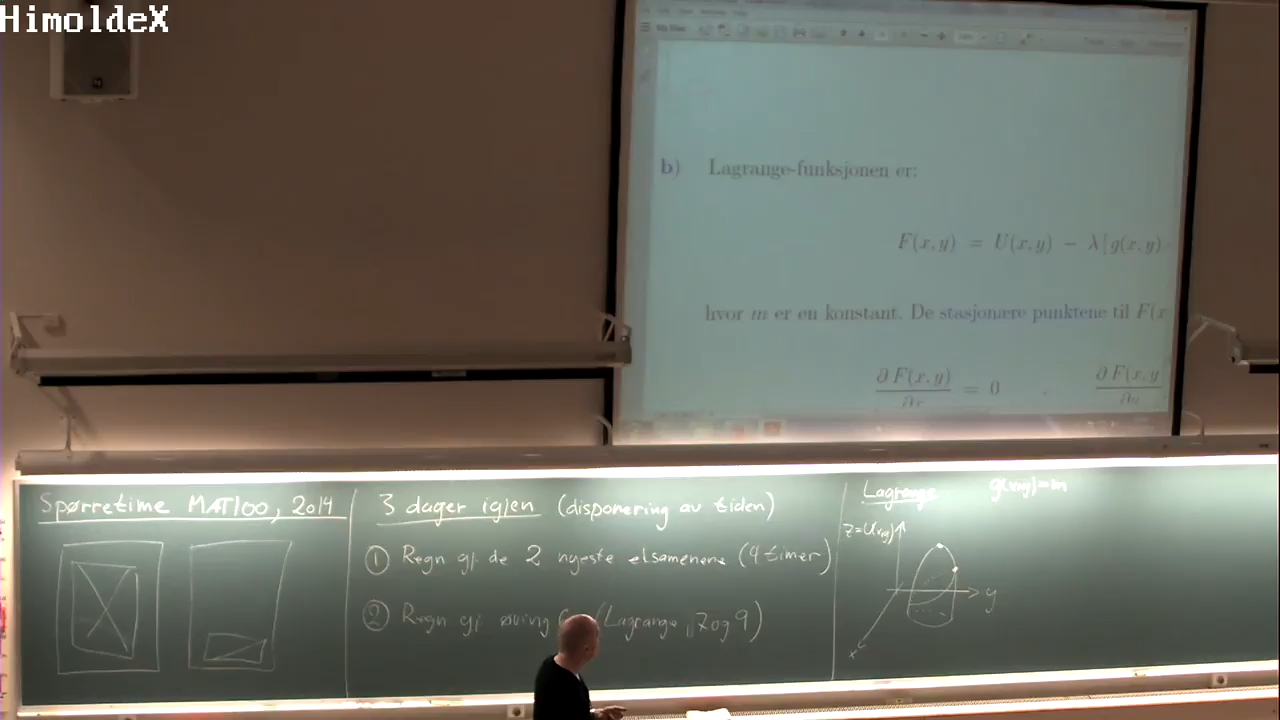 HimoldeX
b) Lagrange-funksjonen er:
F(x,y) = U(x,y) − λ[g(x,y)
hvor m er en konstant. De stasjonære punktene til F(x
∂ F(x,y) = 0 , ∂ F(x,y
Spørretime MAT100, 2014
3 dager igjen (disponering av tiden)
① Regn gj. de 2 nyeste eksamenene (4 timer)
② Regn gj. øving (Lagrange, 7 og 9)
Lagrange g(x,y)=m
z=U(x,y)
y
x